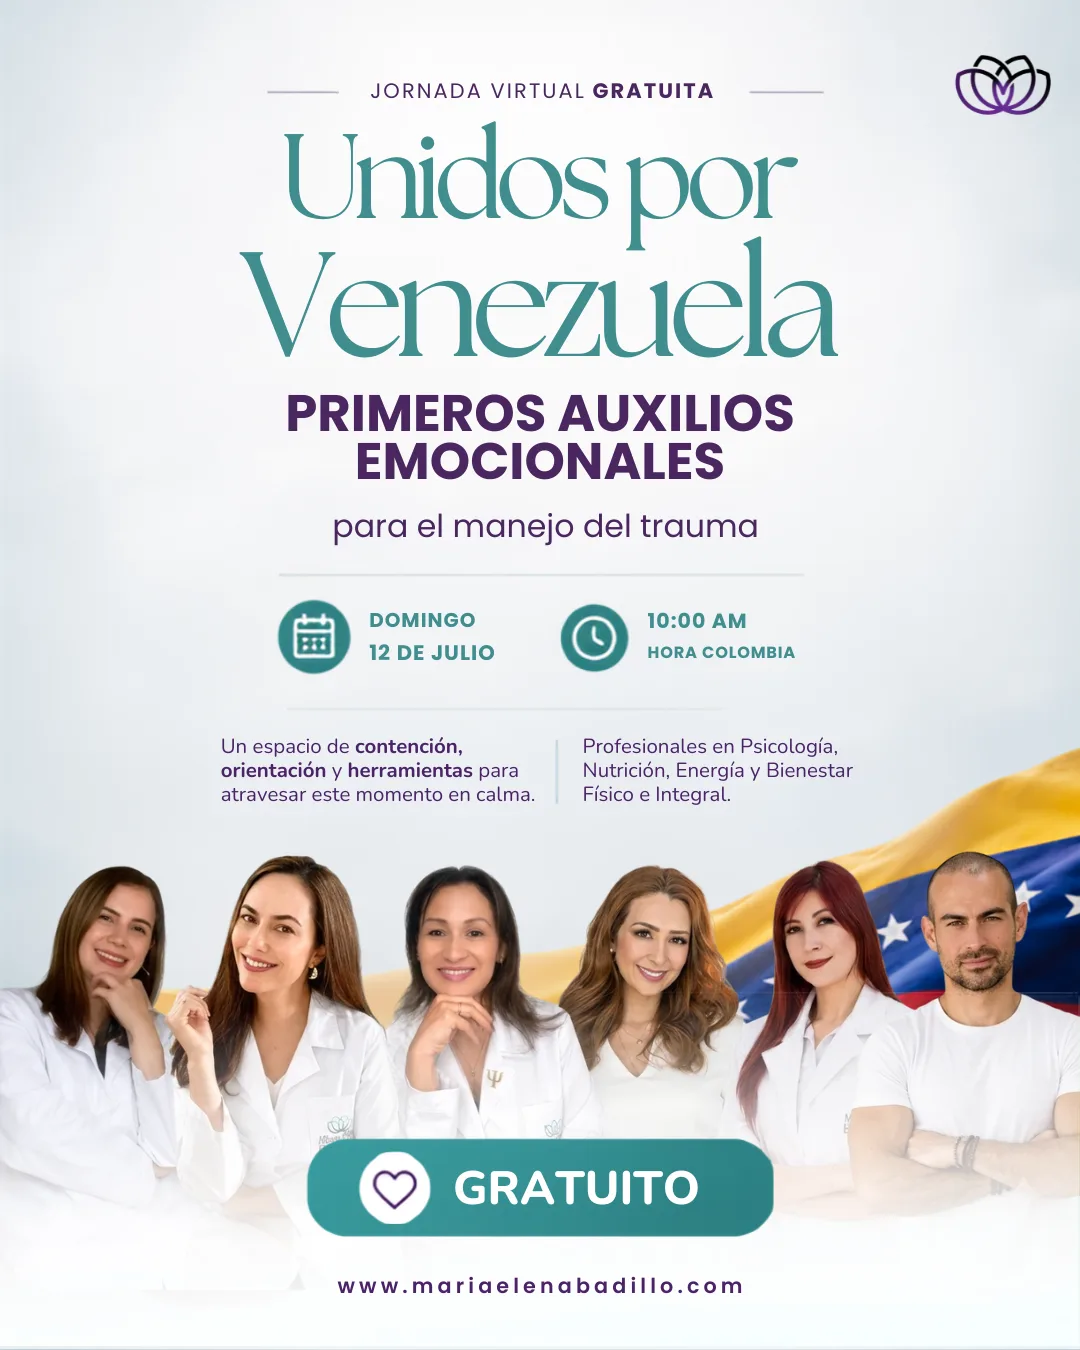 JORNADA VIRTUAL GRATUITA
Unidos por
Venezuela
PRIMEROS AUXILIOS
EMOCIONALES
para el manejo del trauma
DOMINGO
12 DE JULIO
10:00 AM
HORA COLOMBIA
Un espacio de contención,
orientación y herramientas para
atravesar este momento en calma.
Profesionales en Psicología,
Nutrición, Energía y Bienestar
Físico e Integral.
Ψ
GRATUITO
www.mariaelenabadillo.com